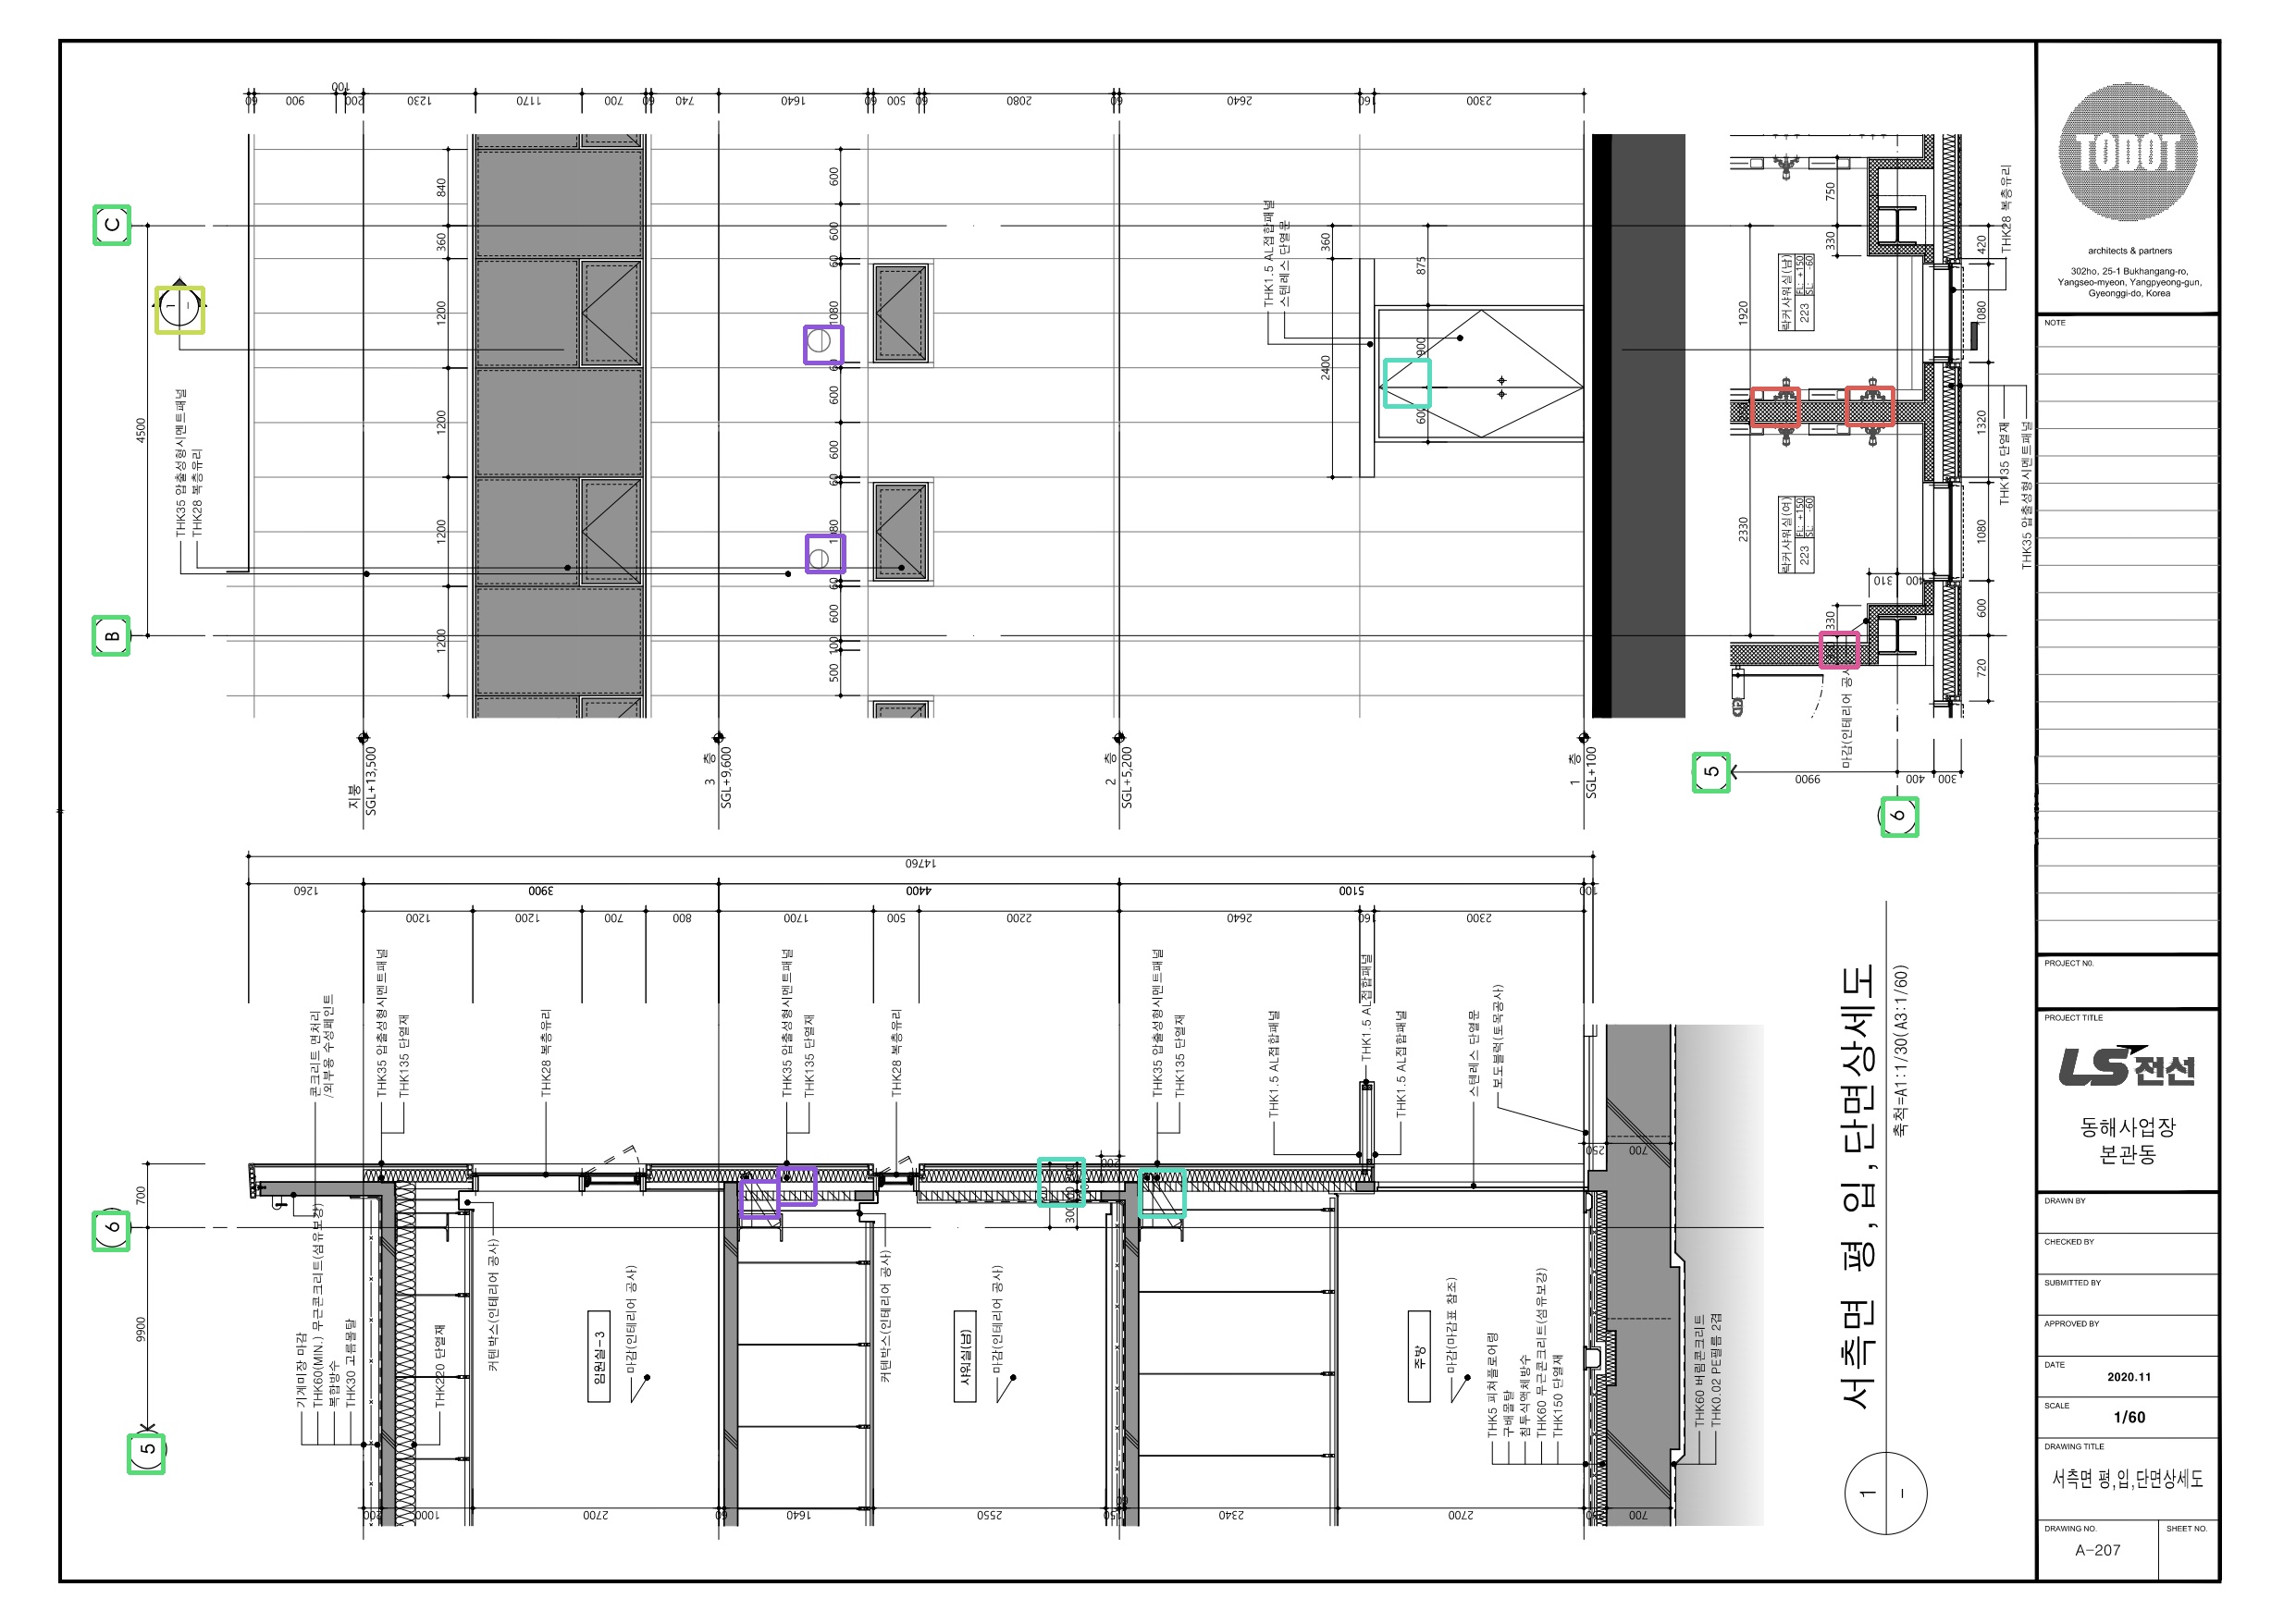 60
900
100
200
1230
1170
700
60
740
1640
60
500
60
2080
60
2640
160
2300
C
B
4500
1
-
THK35 압출성형시멘트패널
THK28 복층유리
840
360
1200
1200
1200
1200
600
600
60
1080
60
600
600
60
1080
60
600
100
500
THK1.5 AL접합패널
스텐레스 단열문
360
2400
875
900
600
지붕
SGL+13,500
3 층
SGL+9,600
2 층
SGL+5,200
1 층
SGL+100
750
330
1920
2330
락커샤워실(남)
223
FL: +150
SL: -60
락커샤워실(여)
223
FL: +150
SL: -60
310
400
330
마감(인테리어 공사)
THK28 복층유리
420
1080
1320
1080
600
720
THK135 단열재
THK35 압출성형시멘트패널
5
9900
400
300
6
14760
1260
3900
4400
5100
100
1200
1200
700
800
1700
500
2200
2640
160
2300
콘크리트 면처리
/외부용 수성페인트
THK35 압출성형시멘트패널
THK135 단열재
THK28 복층유리
THK35 압출성형시멘트패널
THK135 단열재
THK28 복층유리
THK35 압출성형시멘트패널
THK135 단열재
THK1.5 AL접합패널
THK1.5 AL접합패널
THK1.5 AL접합패널
스텐레스 단열문
보도블럭(토목공사)
700
6
9900
5
200
250
700
기계미장 마감
THK60(MIN.) 무근콘크리트(섬유보강)
복합방수
THK30 고름몰탈
THK220 단열재
커텐박스(인테리어 공사)
임원실-3
마감(인테리어 공사)
커텐박스(인테리어 공사)
샤워실(남)
마감(인테리어 공사)
주방
마감(마감표 참조)
THK5 피쳐플로어링
구배몰탈
침투식액체방수
THK60 무근콘크리트(섬유보강)
THK150 단열재
THK60 버림콘크리트
THK0.02 PE필름 2겹
200
1000
2700
60
1640
2550
150
2340
2700
700
서측면 평,입,단면상세도
축척=A1:1/30(A3:1/60)
1
-
architects & partners
302ho, 25-1 Bukhangang-ro,
Yangseo-myeon, Yangpyeong-gun,
Gyeonggi-do, Korea
NOTE
PROJECT NO.
PROJECT TITLE
LS전선
동해사업장
본관동
DRAWN BY
CHECKED BY
SUBMITTED BY
APPROVED BY
DATE
2020.11
SCALE
1/60
DRAWING TITLE
서측면 평,입,단면상세도
DRAWING NO.
SHEET NO.
A-207